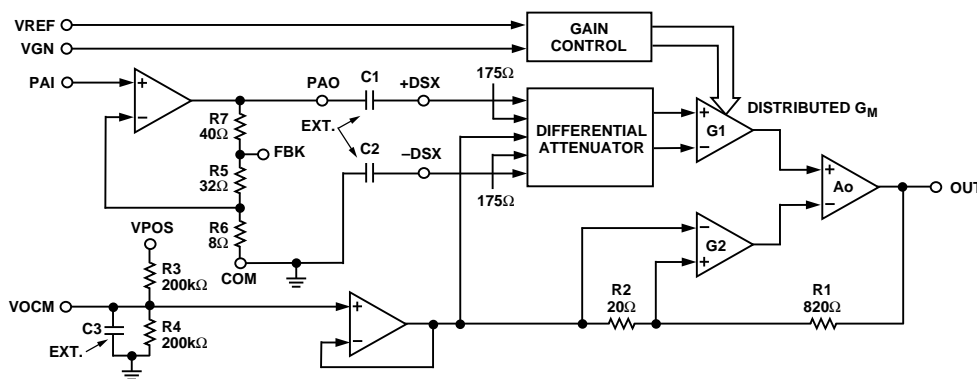 VREF
VGN
GAIN
CONTROL
PAI
+
−
PAO
C1
+DSX
175Ω
R7
40Ω
EXT.
FBK
C2
−DSX
175Ω
DIFFERENTIAL
ATTENUATOR
+
G1
−
DISTRIBUTED GM
+
Ao
−
OUT
R5
32Ω
VPOS
R6
8Ω
COM
−
G2
+
R3
200kΩ
VOCM
C3
EXT.
R4
200kΩ
+
−
R2
20Ω
R1
820Ω